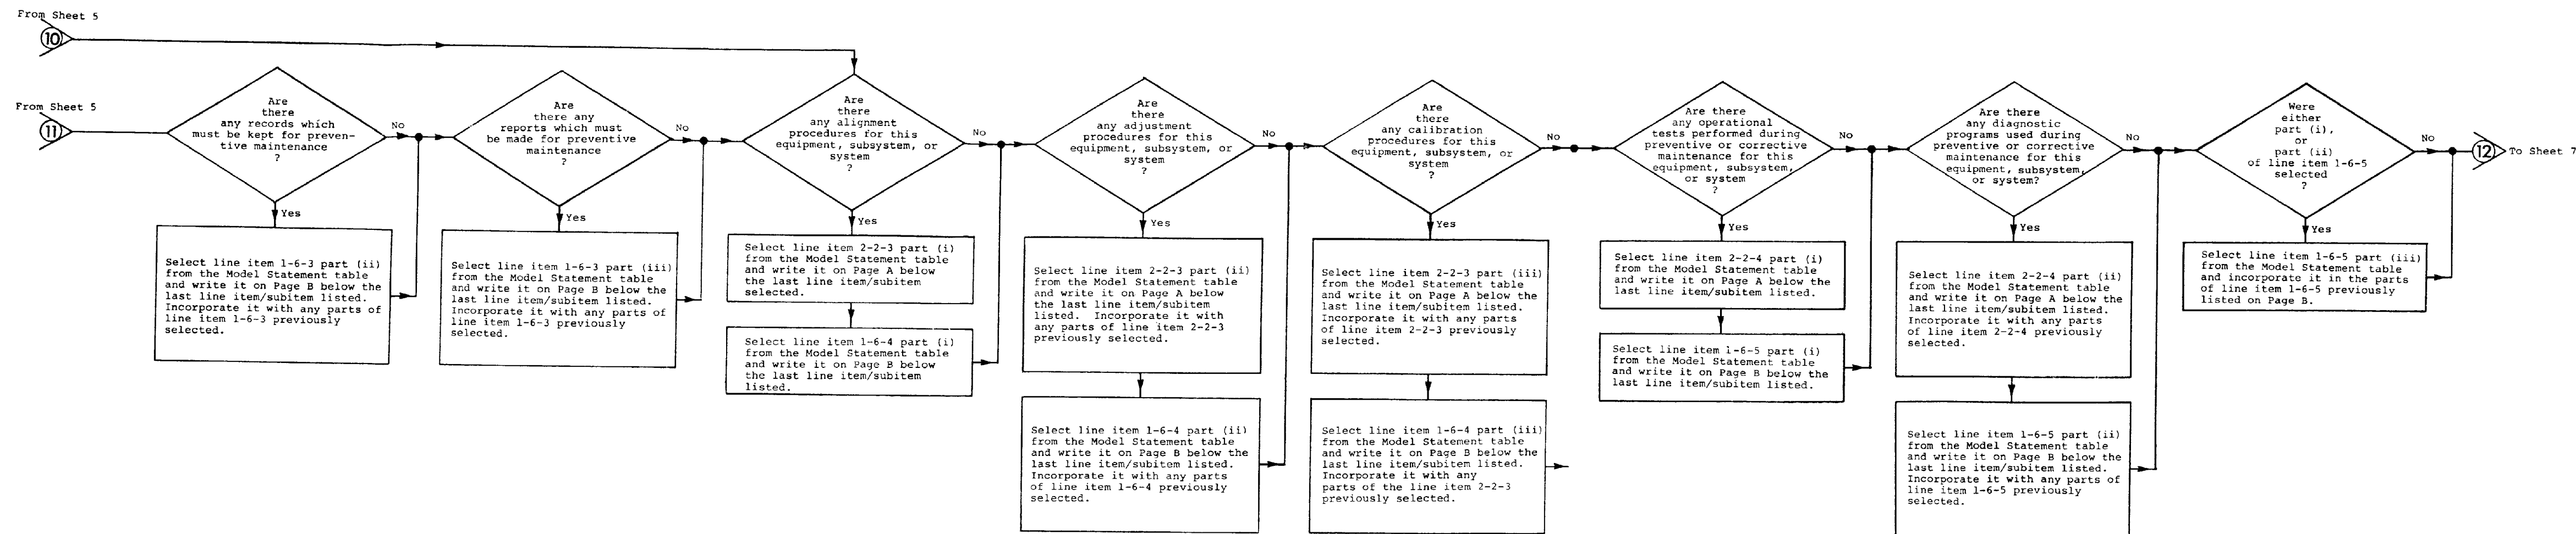 From Sheet 5
10
From Sheet 5
11
Are
there
any records which
must be kept for preven-
tive maintenance
?
No
Yes
Select line item 1-6-3 part (ii)
from the Model Statement table
and write it on Page B below the
last line item/subitem listed.
Incorporate it with any parts of
line item 1-6-3 previously
selected.
Are
there any
reports which must
be made for preventive
maintenance
?
No
Yes
Select line item 1-6-3 part (iii)
from the Model Statement table
and write it on Page B below the
last line item/subitem listed.
Incorporate it with any parts of
line item 1-6-3 previously
selected.
Are
there
any alignment
procedures for this
equipment, subsystem, or
system
?
No
Yes
Select line item 2-2-3 part (i)
from the Model Statement table
and write it on Page A below
the last line item/subitem
selected.
Select line item 1-6-4 part (i)
from the Model Statement table
and write it on Page B below
the last line item/subitem
listed.
Are
there
any adjustment
procedures for this
equipment, subsystem, or
system
?
No
Yes
Select line item 2-2-3 part (ii)
from the Model Statement table
and write it on Page A below
the last line item/subitem
listed.  Incorporate it with
any parts of line item 2-2-3
previously selected.
Select line item 1-6-4 part (ii)
from the Model Statement table
and write it on Page B below the
last line item/subitem listed.
Incorporate it with any parts
of line item 1-6-4 previously
selected.
Are
there
any calibration
procedures for this
equipment, subsystem, or
system
?
No
Yes
Select line item 2-2-3 part (iii)
from the Model Statement table
and write it on Page A below the
last line item/subitem listed.
Incorporate it with any parts
of line item 2-2-3 previously
selected.
Select line item 1-6-4 part (iii)
from the Model Statement table
and write it on Page B below the
last line item/subitem listed.
Incorporate it with any
parts of the line item 2-2-3
previously selected.
Are there
any operational
tests performed during
preventive or corrective
maintenance for this
equipment, subsystem,
or system
?
No
Yes
Select line item 2-2-4 part (i)
from the Model Statement table
and write it on Page A below the
last line item/subitem listed.
Select line item 1-6-5 part (i)
from the Model Statement table
and write it on Page B below the
last line item/subitem listed.
Are there
any diagnostic
programs used during
preventive or corrective
maintenance for this
equipment, subsystem,
or system?
No
Yes
Select line item 2-2-4 part (ii)
from the Model Statement table
and write it on Page A below the
last line item/subitem listed.
Incorporate it with any parts
of line item 2-2-4 previously
selected.
Select line item 1-6-5 part (ii)
from the Model Statement table
and write it on Page B below the
last line item/subitem listed.
Incorporate it with any parts of
line item 1-6-5 previously
selected.
Were
either
part (i),
or
part (ii)
of line item 1-6-5
selected
?
No
Yes
Select line item 1-6-5 part (iii)
from the Model Statement table
and incorporate it in the parts
of line item 1-6-5 previously
listed on Page B.
12
To Sheet 7